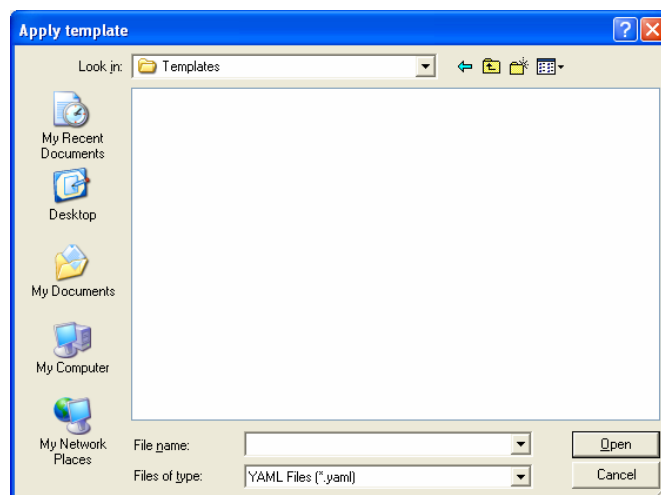 Apply template
Look in:
Templates
My Recent
Documents
Desktop
My Documents
My Computer
My Network
Places
File name:
Open
Files of type:
YAML Files (*.yaml)
Cancel